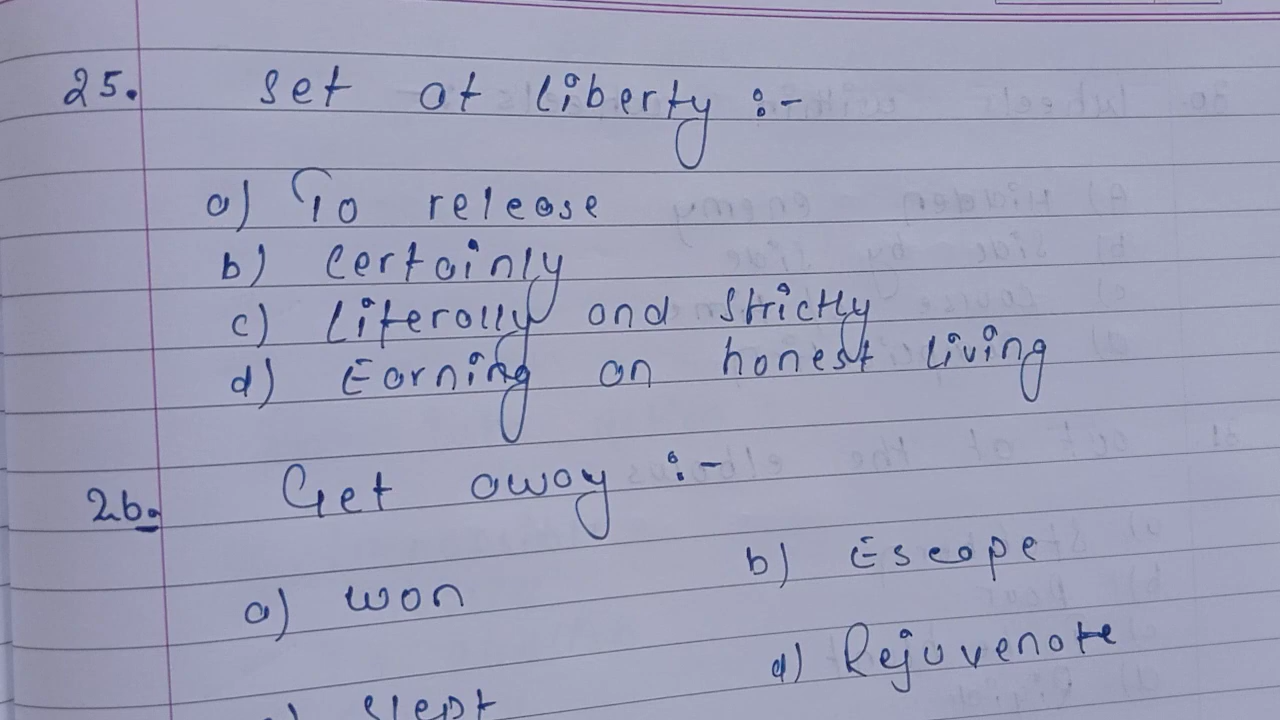 25. Set at liberty :-
a) To release
b) certainly
c) Literally and strictly
d) Earning an honest living
26. Get away :-
a) won b) Escape
d) Rejuvenate
slept